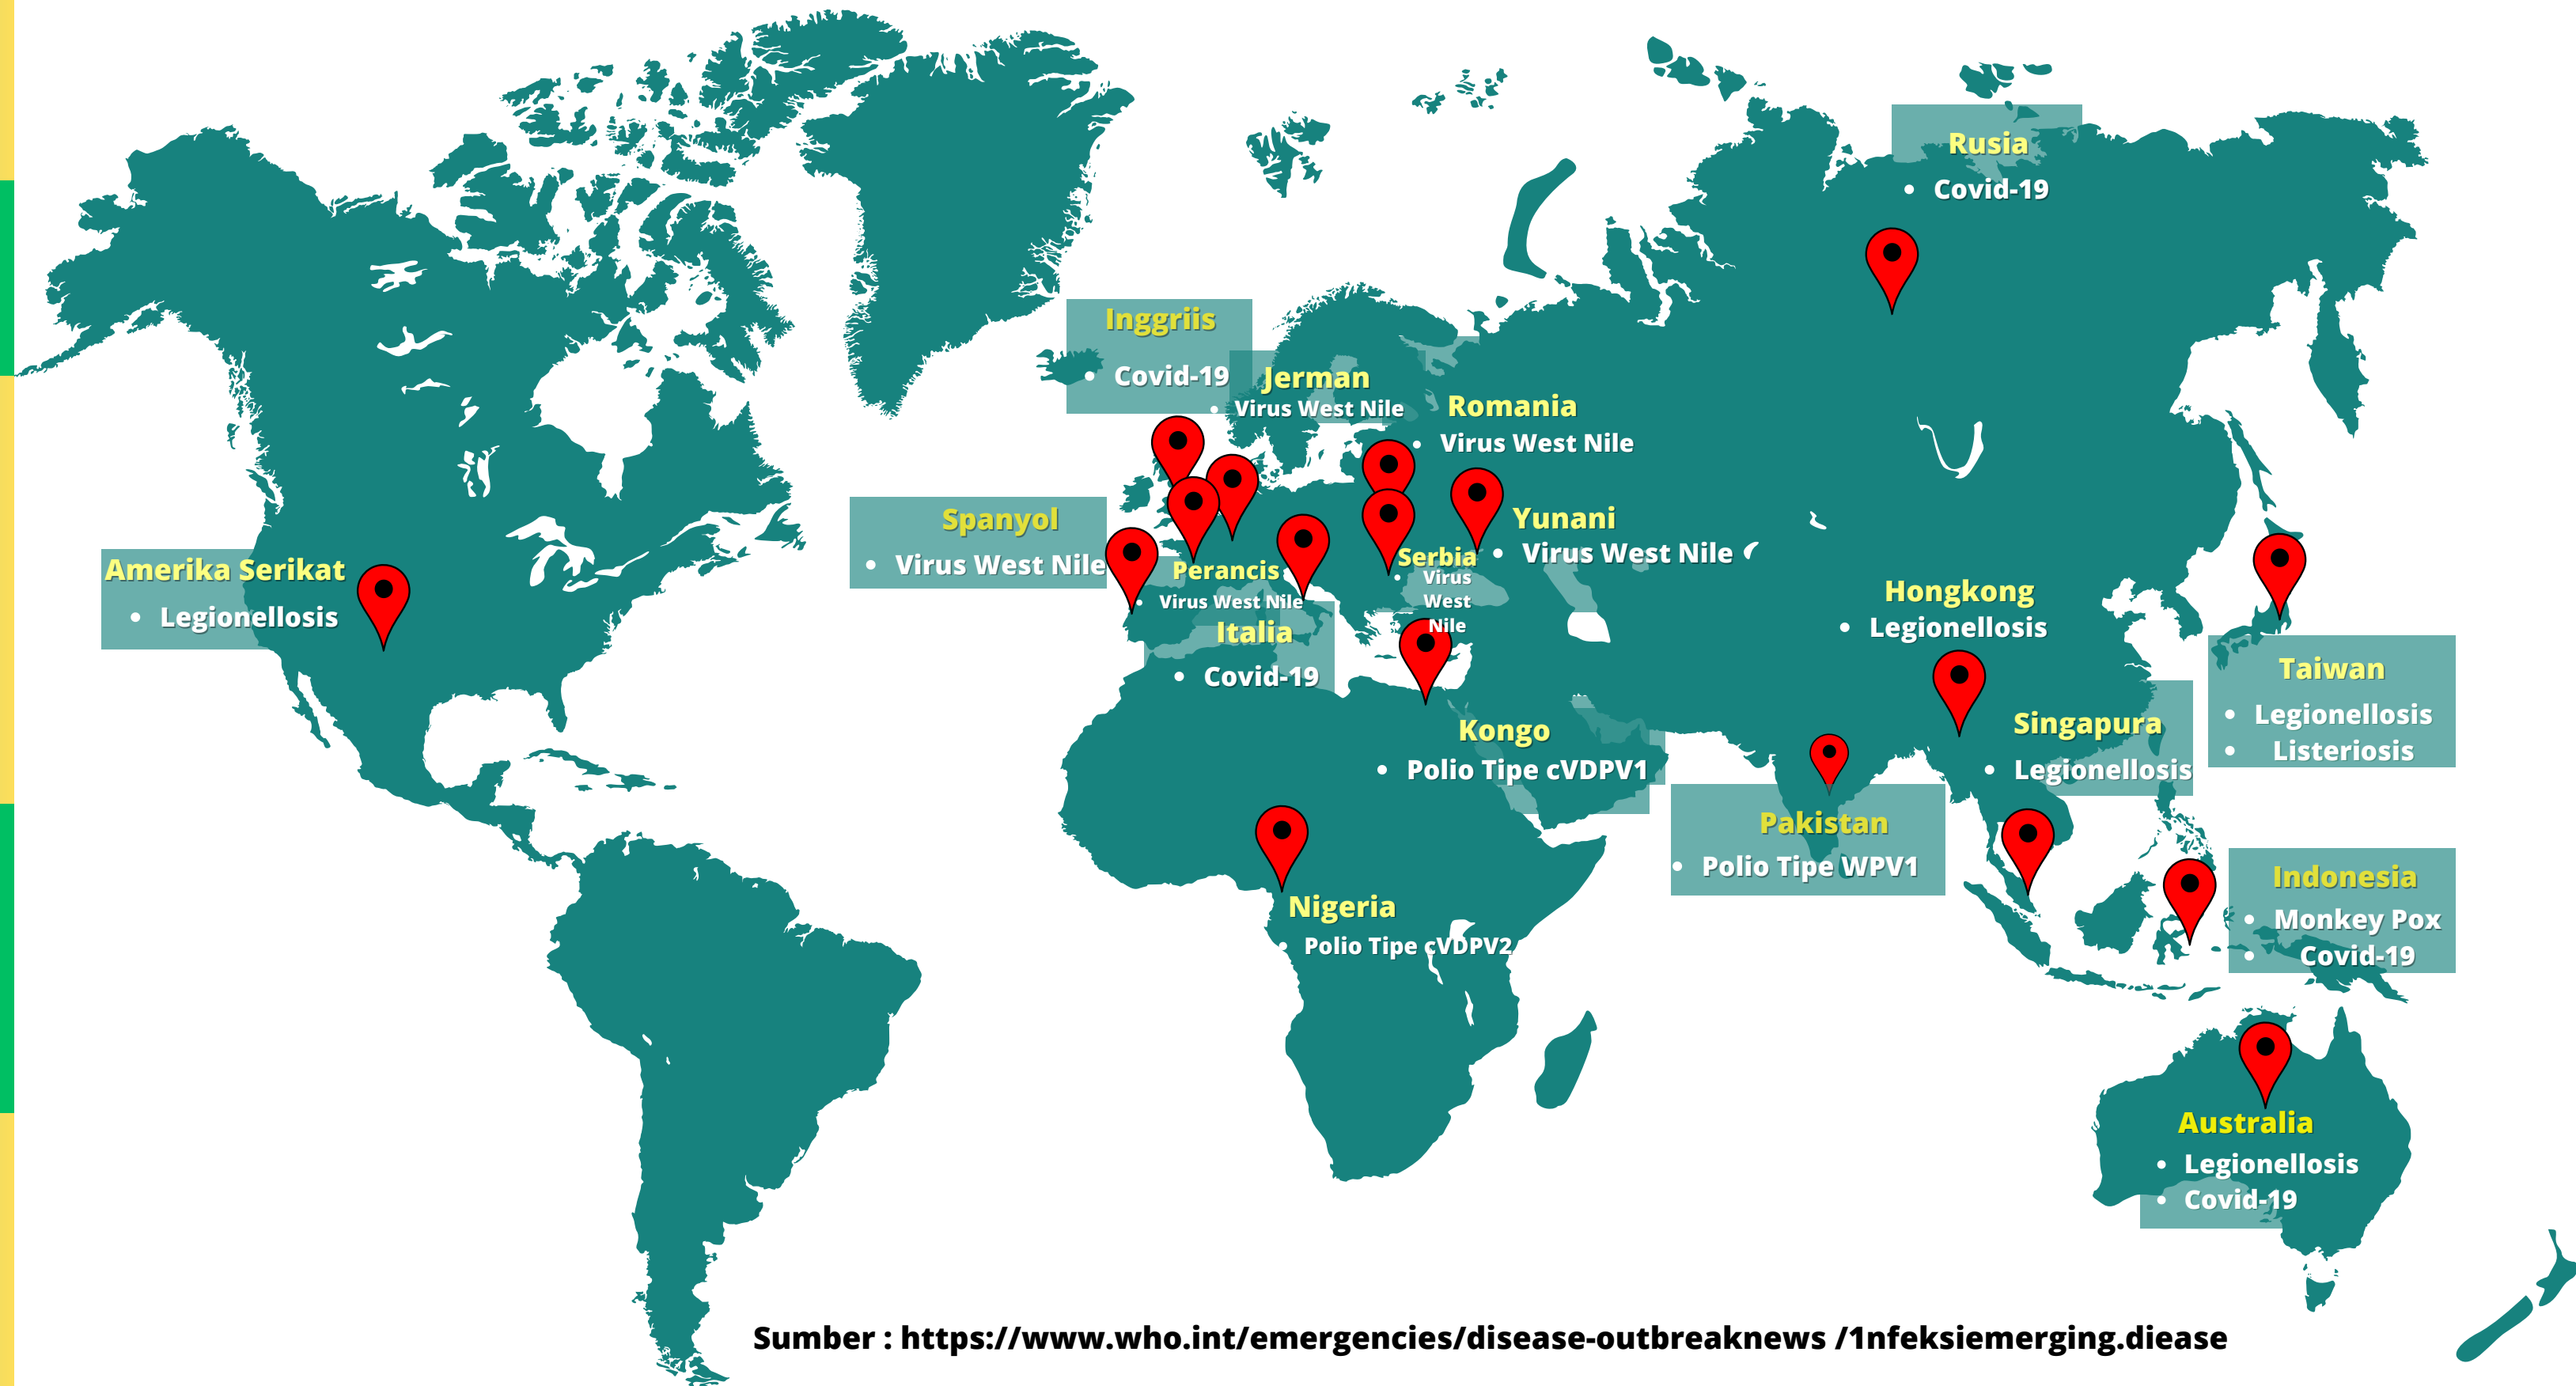 Rusia
• Covid-19
Inggriis
• Covid-19
Jerman
• Virus West Nile
Romania
• Virus West Nile
Spanyol
• Virus West Nile
Yunani
• Virus West Nile
Serbia
• Virus
West
Nile
Perancis
• Virus West Nile
Italia
• Covid-19
Amerika Serikat
• Legionellosis
Hongkong
• Legionellosis
Taiwan
• Legionellosis
• Listeriosis
Singapura
• Legionellosis
Kongo
• Polio Tipe cVDPV1
Pakistan
• Polio Tipe WPV1
Nigeria
• Polio Tipe cVDPV2
Indonesia
• Monkey Pox
• Covid-19
Australia
• Legionellosis
• Covid-19
Sumber : https://www.who.int/emergencies/disease-outbreaknews /1nfeksiemerging.diease